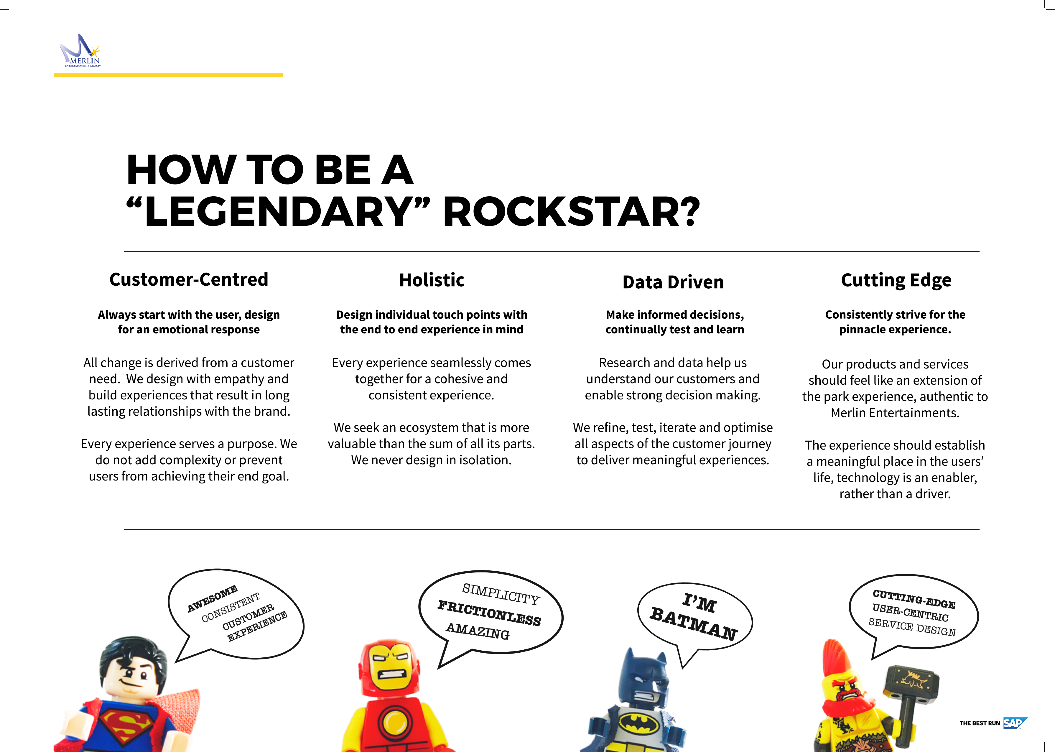 MERLIN
HOW TO BE A
“LEGENDARY” ROCKSTAR?
Customer-Centred
Always start with the user, design
for an emotional response
All change is derived from a customer
need. We design with empathy and
build experiences that result in long
lasting relationships with the brand.
Every experience serves a purpose. We
do not add complexity or prevent
users from achieving their end goal.
Holistic
Design individual touch points with
the end to end experience in mind
Every experience seamlessly comes
together for a cohesive and
consistent experience.
We seek an ecosystem that is more
valuable than the sum of all its parts.
We never design in isolation.
Data Driven
Make informed decisions,
continually test and learn
Research and data help us
understand our customers and
enable strong decision making.
We refine, test, iterate and optimise
all aspects of the customer journey
to deliver meaningful experiences.
Cutting Edge
Consistently strive for the
pinnacle experience.
Our products and services
should feel like an extension of
the park experience, authentic to
Merlin Entertainments.
The experience should establish
a meaningful place in the users’
life, technology is an enabler,
rather than a driver.
AWESOME
CONSISTENT
CUSTOMER
EXPERIENCE
SIMPLICITY
FRICTIONLESS
AMAZING
I’M
BATMAN
CUTTING-EDGE
USER-CENTRIC
SERVICE DESIGN
THE BEST RUN SAP